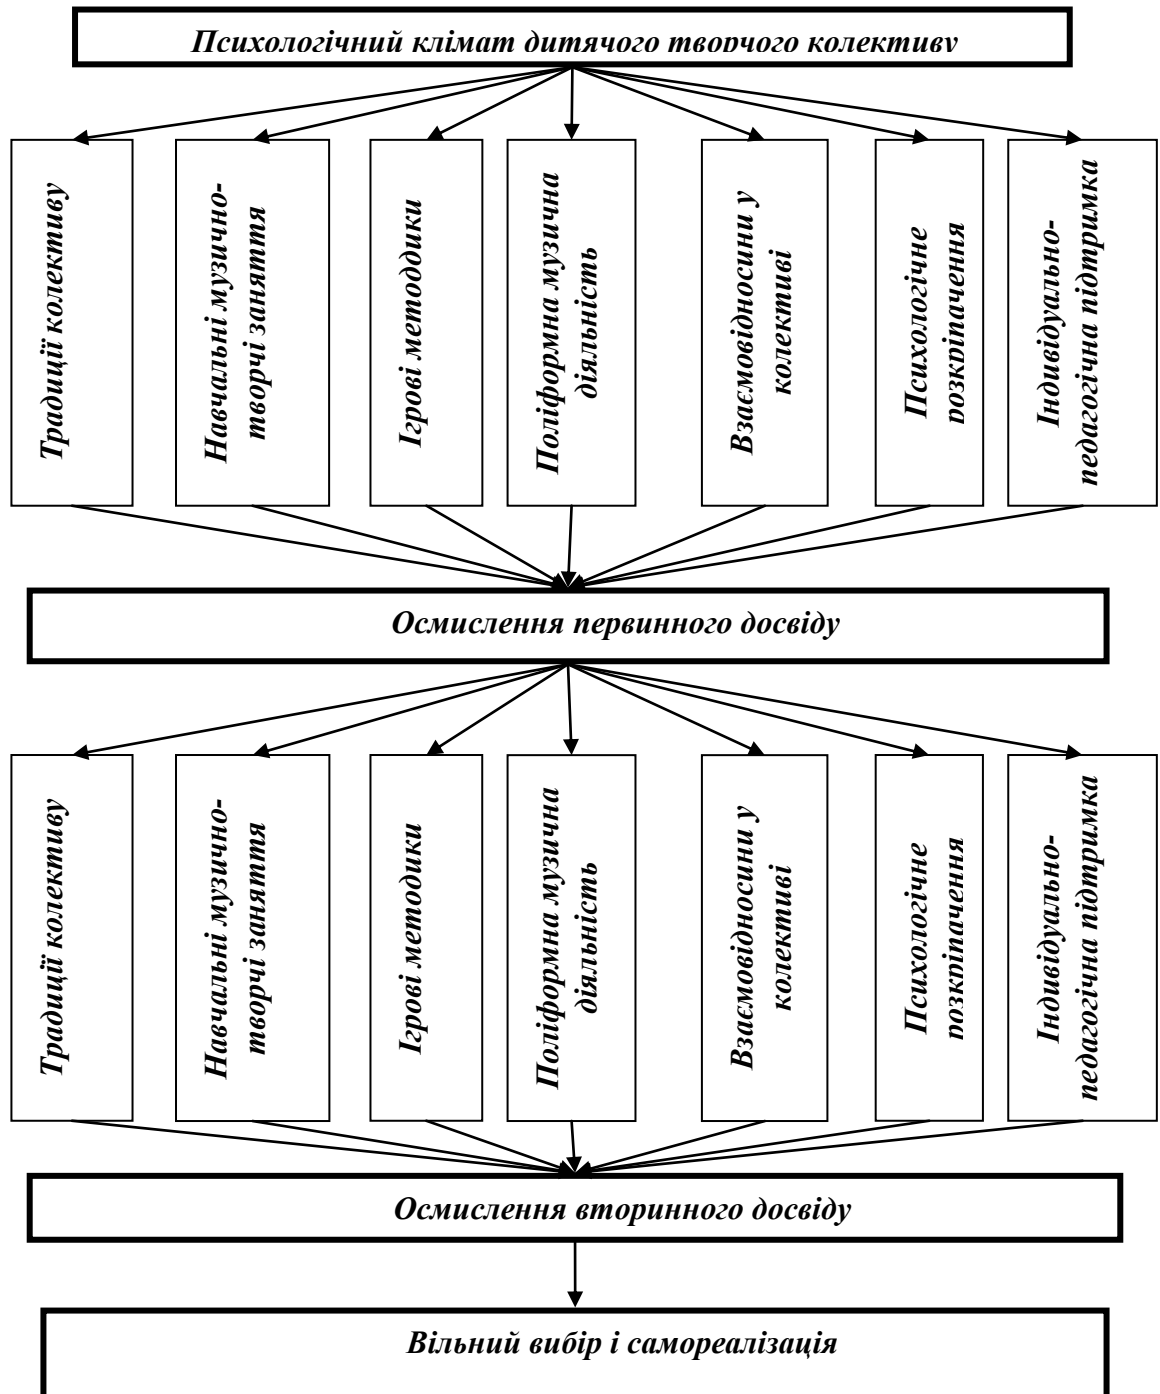 Психологічний клімат дитячого творчого колективу
Традиції колективу
Навчальні музично-
творчі заняття
Ігрові методдики
Поліформна музична
діяльність
Взаємовідносини у
колективі
Психологічне
розкріпачення
Індивідуально-
педагогічна підтримка
Осмислення первинного досвіду
Традиції колективу
Навчальні музично-
творчі заняття
Ігрові методики
Поліформна музична
діяльність
Взаємовідносини у
колективі
Психологічне
розкріпачення
Індивідуально-
педагогічна підтримка
Осмислення вторинного досвіду
Вільний вибір і самореалізація